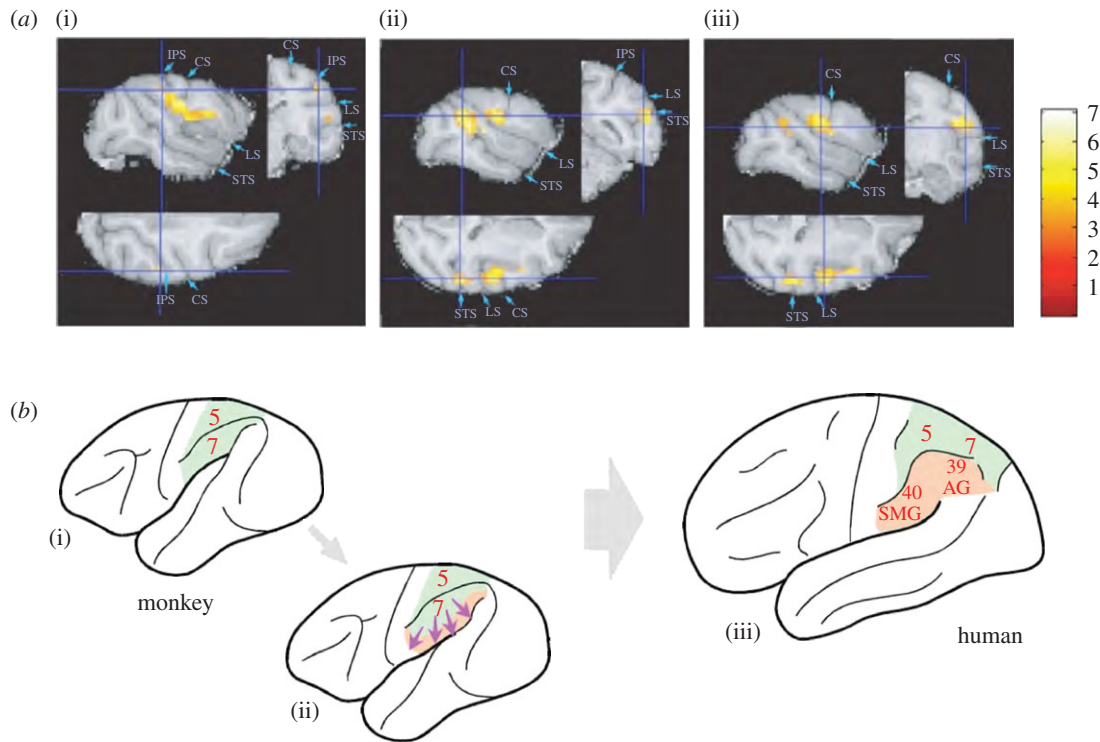 (a) (i) (ii) (iii)
CS
IPS
IPS CS
LS
STS
LS
STS
IPS CS
IPS
CS
LS
STS
LS
STS
STS LS CS
CS
CS
LS
LS
STS
STS
STS LS
7
6
5
4
3
2
1
(b)
5
7
(i)
monkey
5
7
(ii)
5 7
39
AG
40
SMG
(iii)
human